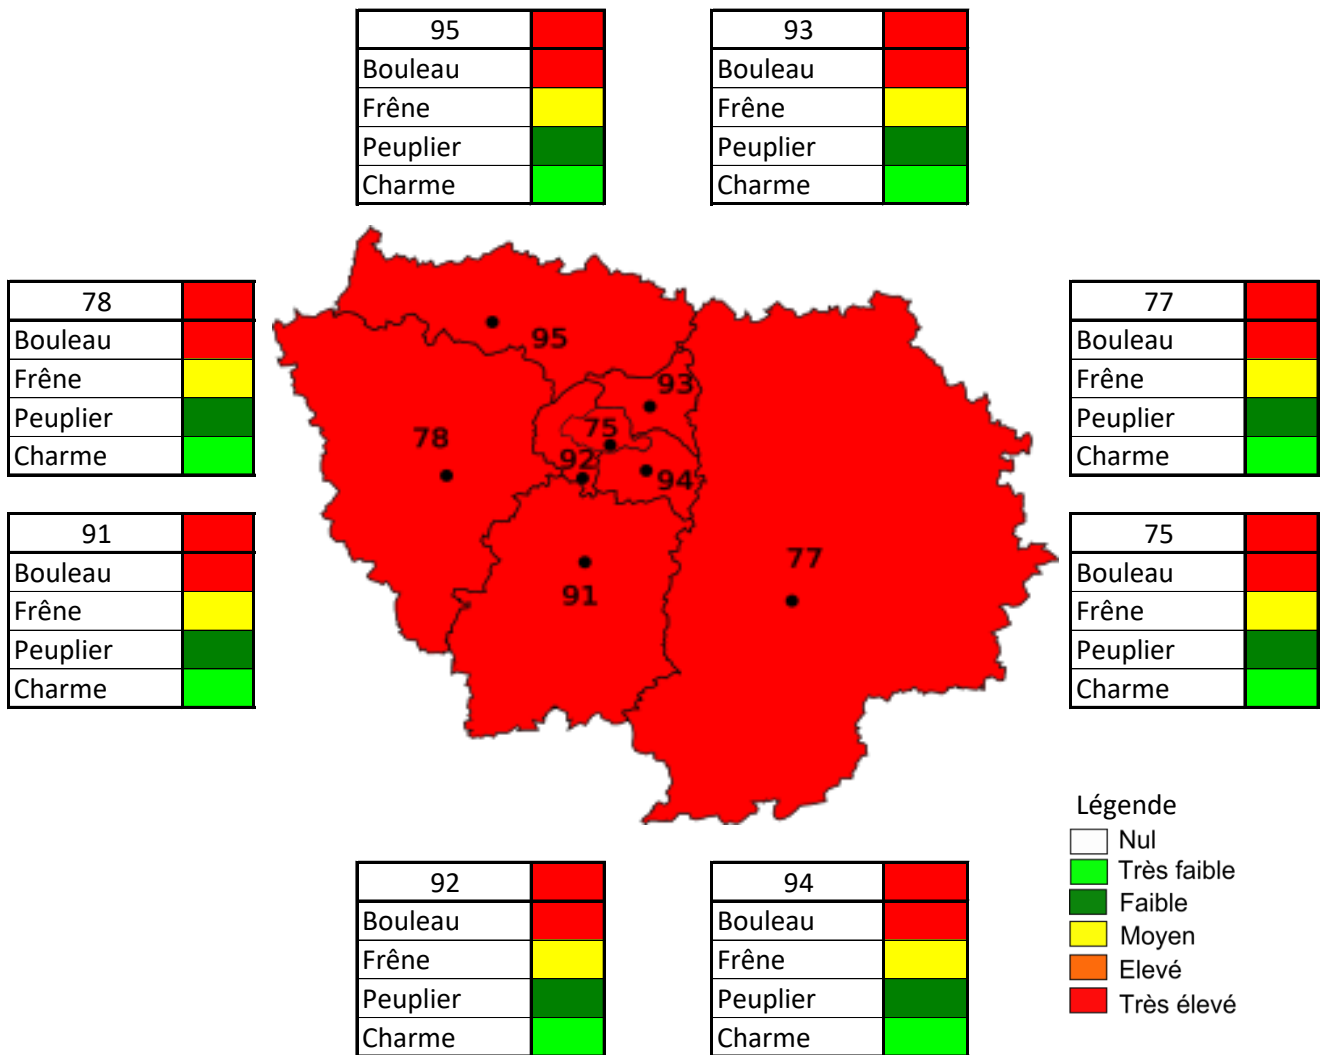 95
Bouleau
Frêne
Peuplier
Charme
93
Bouleau
Frêne
Peuplier
Charme
78
Bouleau
Frêne
Peuplier
Charme
77
Bouleau
Frêne
Peuplier
Charme
95
93
75
78
92
94
77
91
91
Bouleau
Frêne
Peuplier
Charme
75
Bouleau
Frêne
Peuplier
Charme
92
Bouleau
Frêne
Peuplier
Charme
94
Bouleau
Frêne
Peuplier
Charme
Légende
Nul
Très faible
Faible
Moyen
Elevé
Très élevé